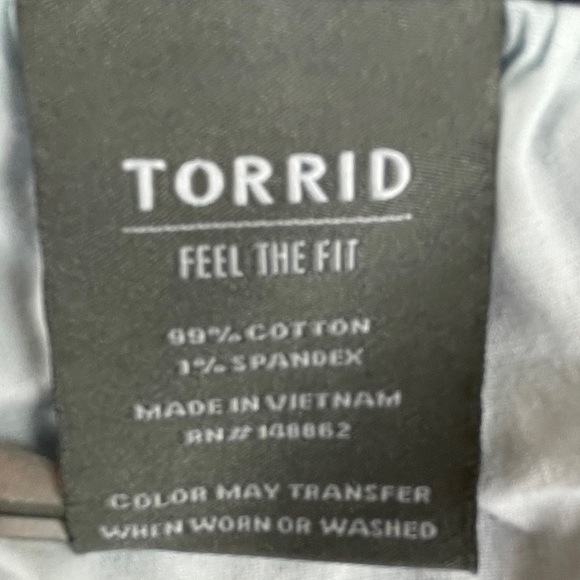 TORRID
FEEL THE FIT
99% COTTON
1% SPANDEX
MADE IN VIETNAM
RN# 148862
COLOR MAY TRANSFER
WHEN WORN OR WASHED